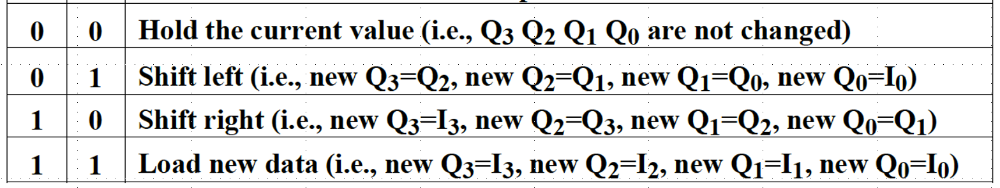 0 0 Hold the current value (i.e., Q3 Q2 Q1 Q0 are not changed)
0 1 Shift left (i.e., new Q3=Q2, new Q2=Q1, new Q1=Q0, new Q0=I0)
1 0 Shift right (i.e., new Q3=I3, new Q2=Q3, new Q1=Q2, new Q0=Q1)
1 1 Load new data (i.e., new Q3=I3, new Q2=I2, new Q1=I1, new Q0=I0)